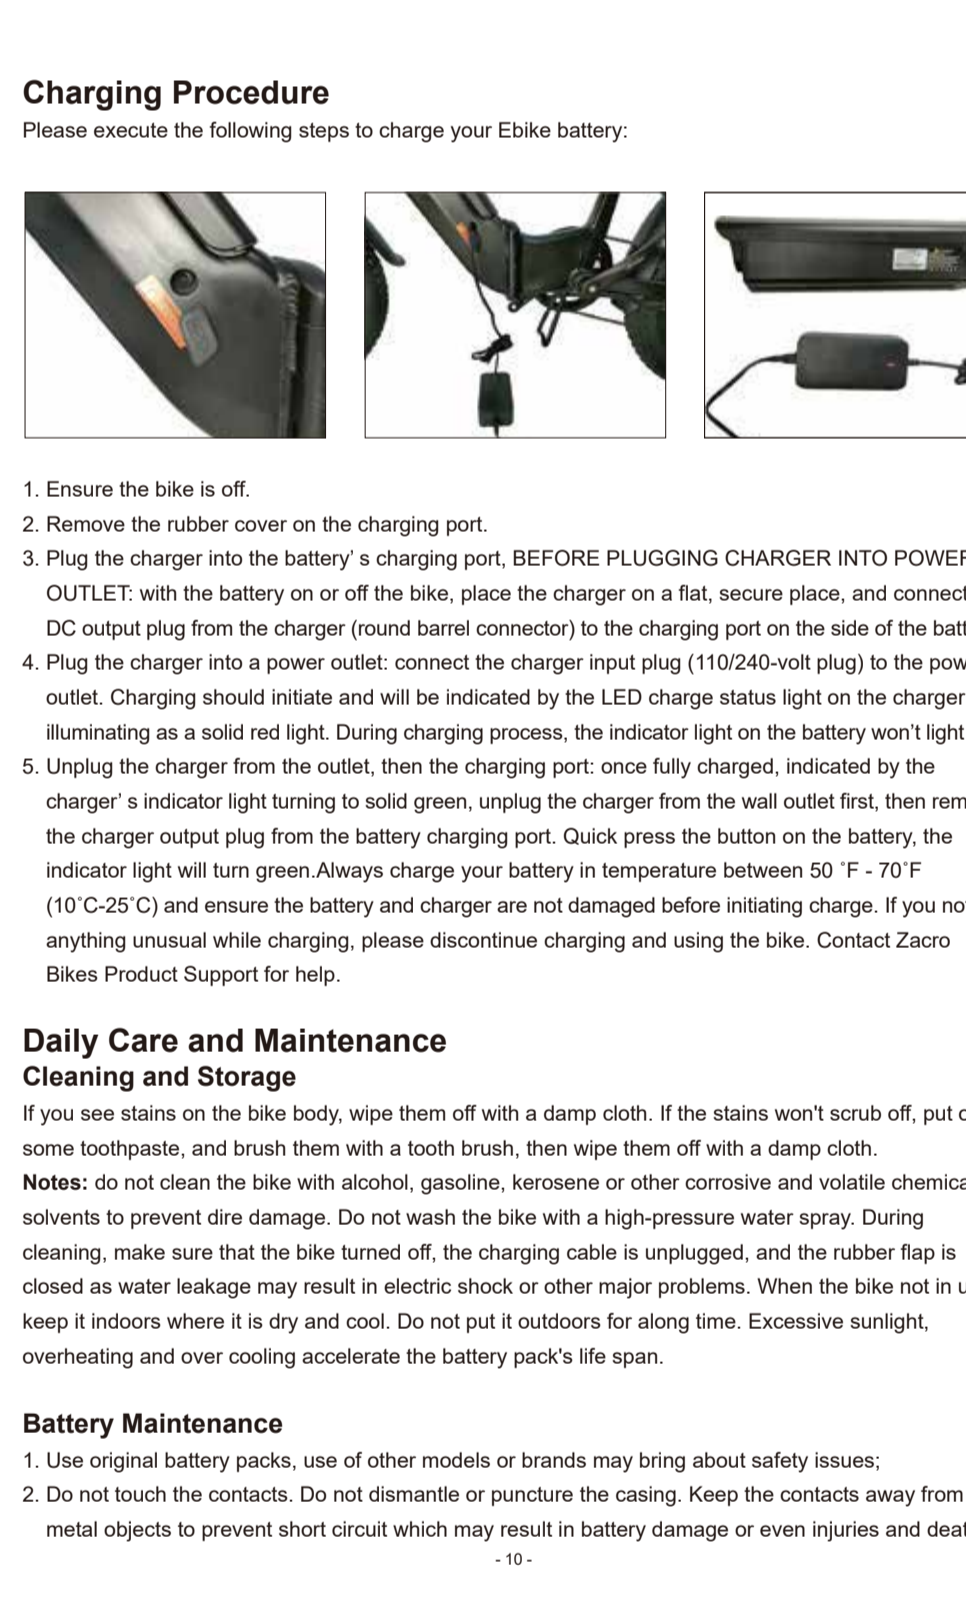 Charging Procedure
Please execute the following steps to charge your Ebike battery:
1. Ensure the bike is off.
2. Remove the rubber cover on the charging port.
3. Plug the charger into the battery' s charging port, BEFORE PLUGGING CHARGER INTO POWER
OUTLET: with the battery on or off the bike, place the charger on a flat, secure place, and connect
DC output plug from the charger (round barrel connector) to the charging port on the side of the batt
4. Plug the charger into a power outlet: connect the charger input plug (110/240-volt plug) to the pow
outlet. Charging should initiate and will be indicated by the LED charge status light on the charger
illuminating as a solid red light. During charging process, the indicator light on the battery won't light
5. Unplug the charger from the outlet, then the charging port: once fully charged, indicated by the
charger' s indicator light turning to solid green, unplug the charger from the wall outlet first, then rem
the charger output plug from the battery charging port. Quick press the button on the battery, the
indicator light will turn green.Always charge your battery in temperature between 50 ˚F - 70˚F
(10˚C-25˚C) and ensure the battery and charger are not damaged before initiating charge. If you no
anything unusual while charging, please discontinue charging and using the bike. Contact Zacro
Bikes Product Support for help.
Daily Care and Maintenance
Cleaning and Storage
If you see stains on the bike body, wipe them off with a damp cloth. If the stains won't scrub off, put o
some toothpaste, and brush them with a tooth brush, then wipe them off with a damp cloth.
Notes: do not clean the bike with alcohol, gasoline, kerosene or other corrosive and volatile chemica
solvents to prevent dire damage. Do not wash the bike with a high-pressure water spray. During
cleaning, make sure that the bike turned off, the charging cable is unplugged, and the rubber flap is
closed as water leakage may result in electric shock or other major problems. When the bike not in u
keep it indoors where it is dry and cool. Do not put it outdoors for along time. Excessive sunlight,
overheating and over cooling accelerate the battery pack's life span.
Battery Maintenance
1. Use original battery packs, use of other models or brands may bring about safety issues;
2. Do not touch the contacts. Do not dismantle or puncture the casing. Keep the contacts away from
metal objects to prevent short circuit which may result in battery damage or even injuries and deat
- 10 -